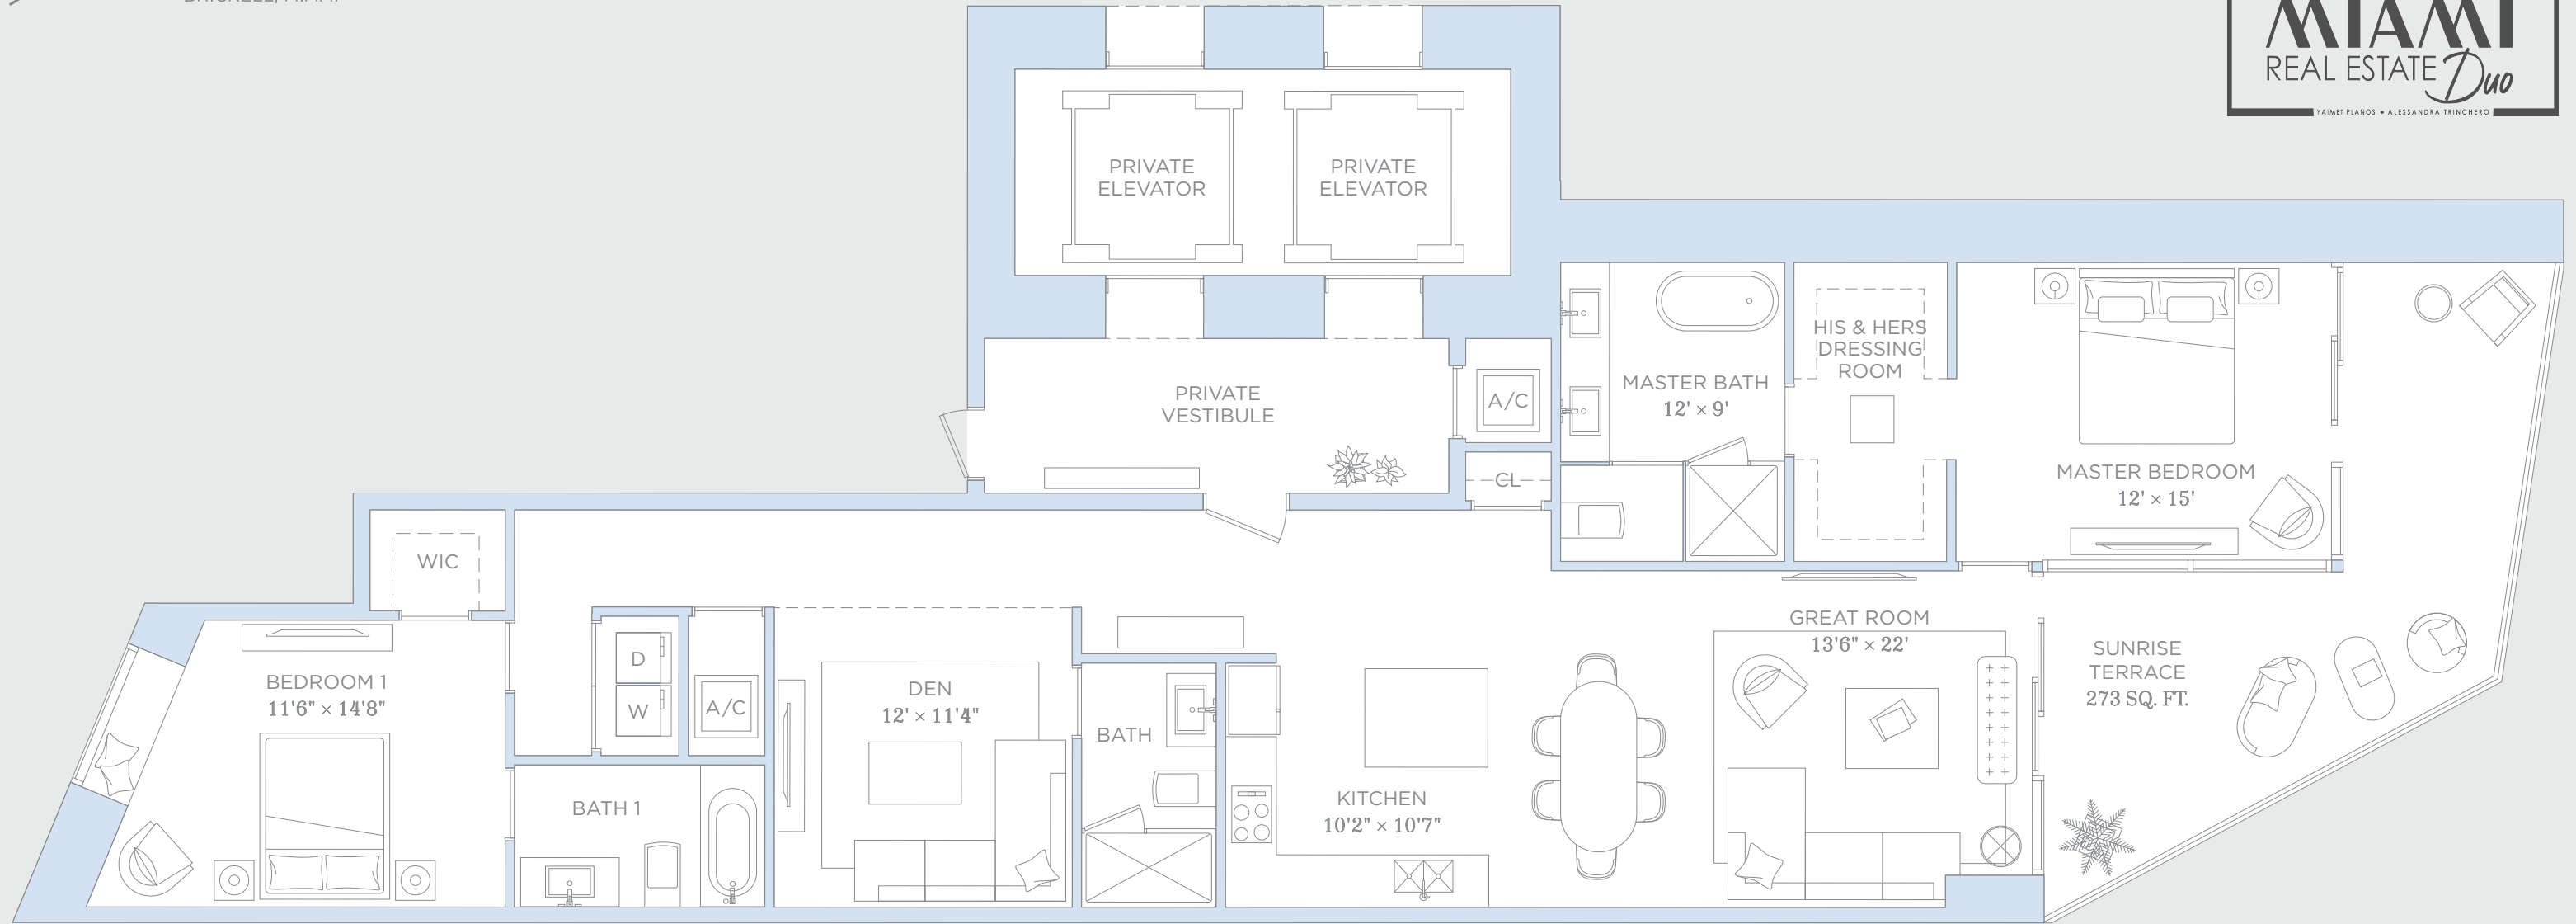 MIAMI
REAL ESTATE Duo
YAIMET PLANOS • ALESSANDRA TRINCHERO
PRIVATE
ELEVATOR
PRIVATE
ELEVATOR
PRIVATE
VESTIBULE
A/C
CL
MASTER BATH
12' × 9'
HIS & HERS
DRESSING
ROOM
MASTER BEDROOM
12' × 15'
WIC
BEDROOM 1
11'6" × 14'8"
D
W
A/C
BATH 1
DEN
12' × 11'4"
BATH
KITCHEN
10'2" × 10'7"
GREAT ROOM
13'6" × 22'
SUNRISE
TERRACE
273 SQ. FT.